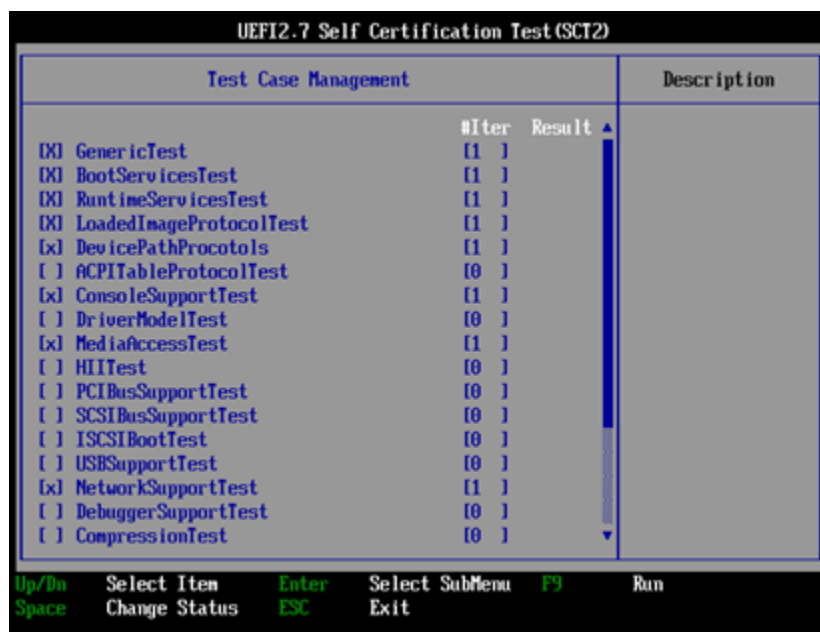 UEFI2.7 Self Certification Test(SCT2)
Test Case Management Description
#Iter Result
[X] GenericTest [1 ]
[X] BootServicesTest [1 ]
[X] RuntimeServicesTest [1 ]
[X] LoadedImageProtocolTest [1 ]
[x] DevicePathProcotols [1 ]
[ ] ACPITableProtocolTest [0 ]
[x] ConsoleSupportTest [1 ]
[ ] DriverModelTest [0 ]
[x] MediaAccessTest [1 ]
[ ] HIITest [0 ]
[ ] PCIBusSupportTest [0 ]
[ ] SCSIBusSupportTest [0 ]
[ ] ISCSIBootTest [0 ]
[ ] USBSupportTest [0 ]
[x] NetworkSupportTest [1 ]
[ ] DebuggerSupportTest [0 ]
[ ] CompressionTest [0 ]
Up/Dn Select Item Enter Select SubMenu F9 Run
Space Change Status ESC Exit